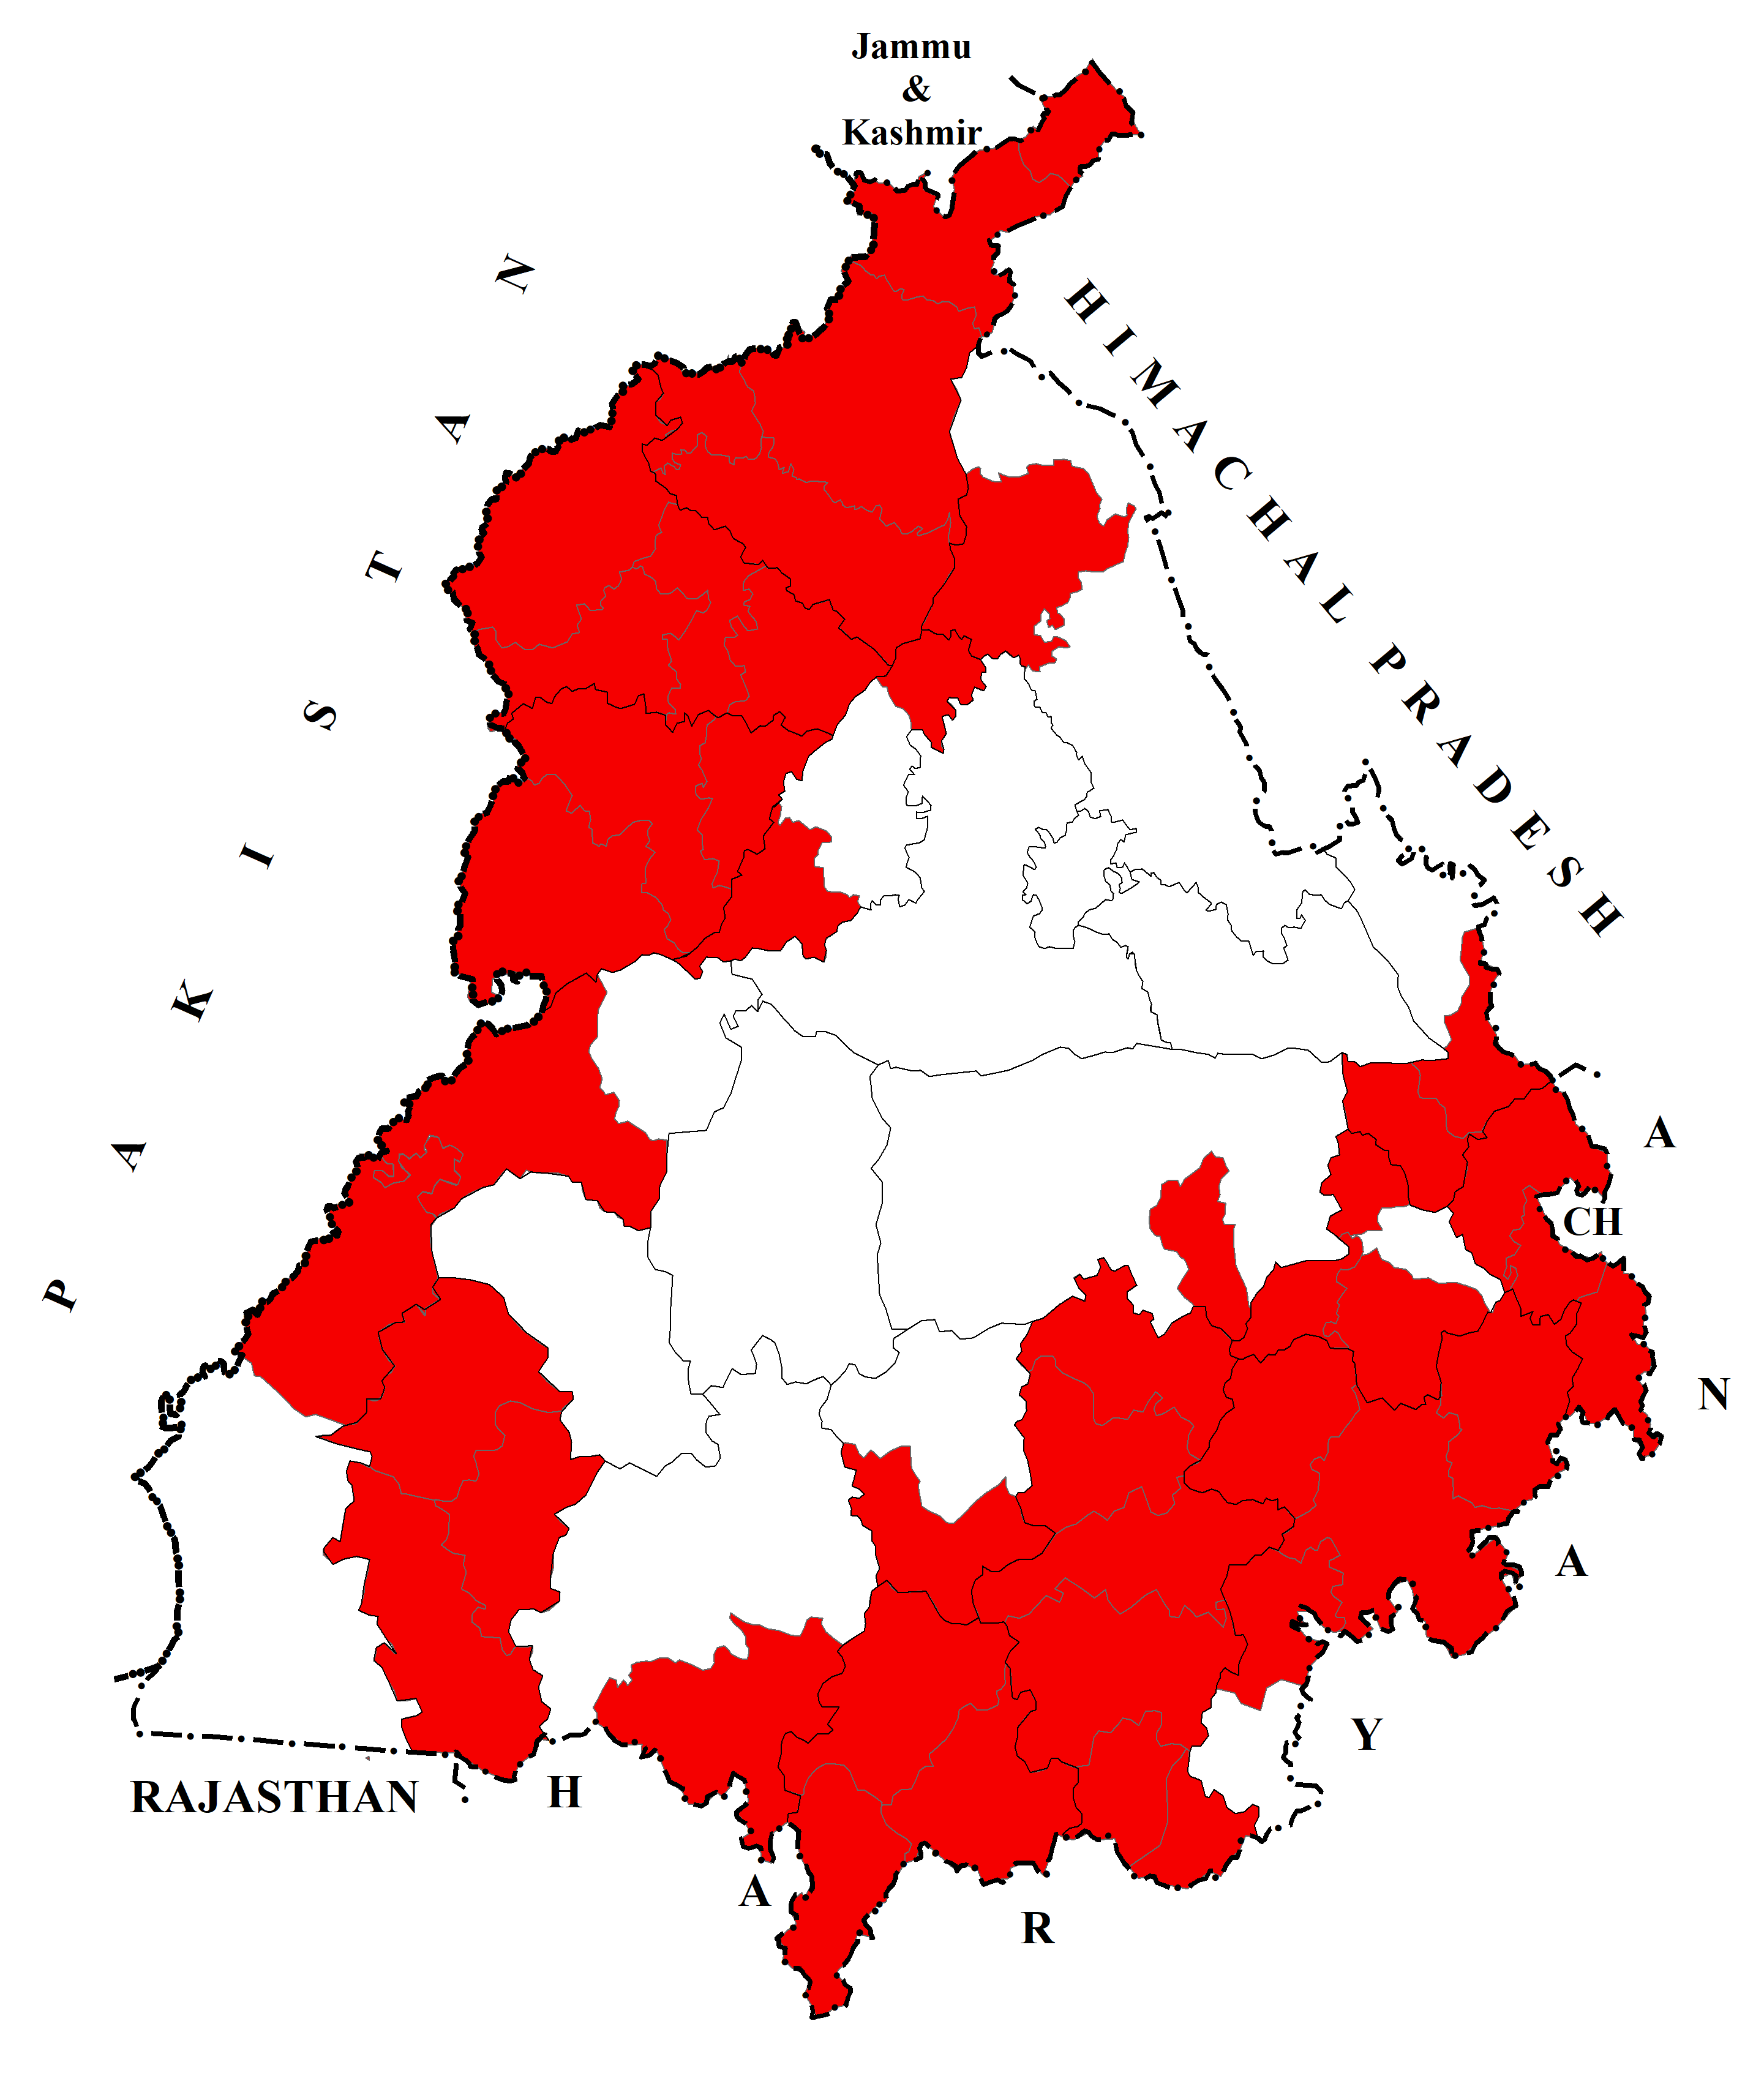 Jammu
&
Kashmir
PAKISTAN
HIMACHAL PRADESH
CH
HARYANA
RAJASTHAN